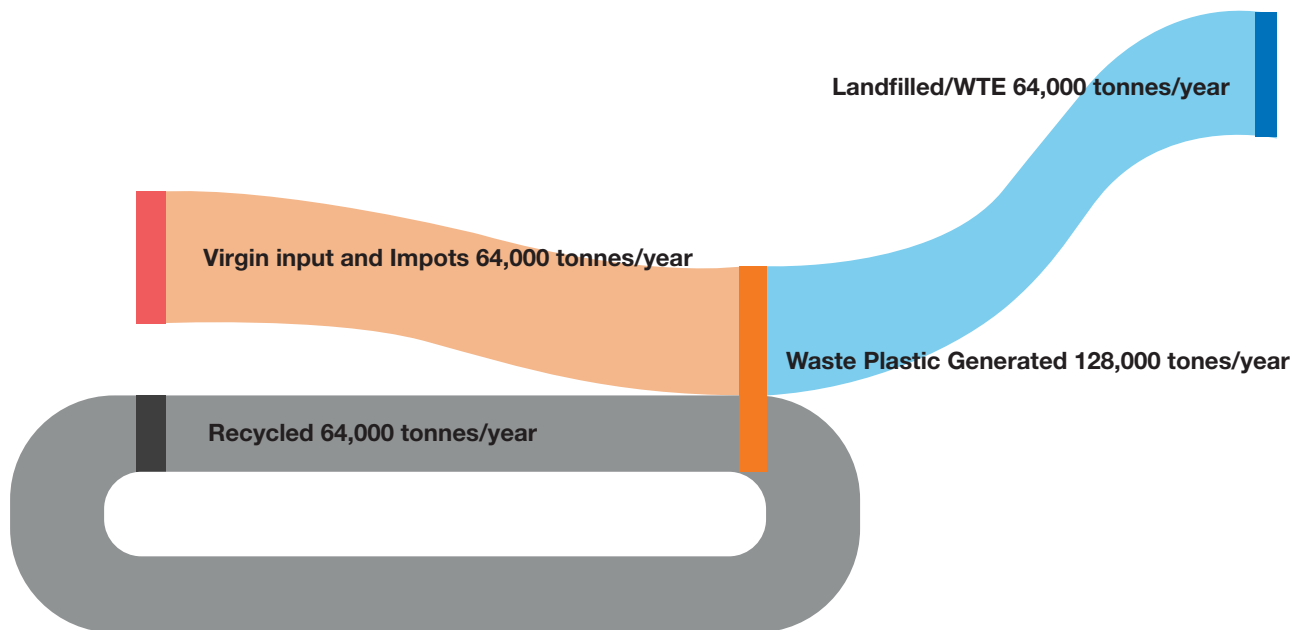 Landfilled/WTE 64,000 tonnes/year
Virgin input and Impots 64,000 tonnes/year
Waste Plastic Generated 128,000 tones/year
Recycled 64,000 tonnes/year